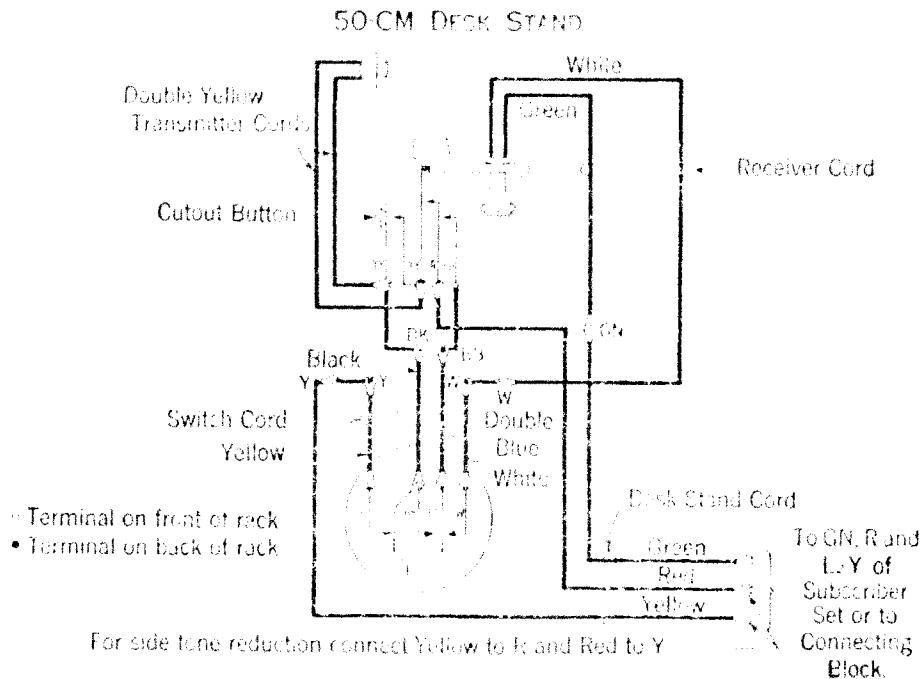 50-CM DESK STAND
White
Green
Double Yellow
Transmitter Cords
Receiver Cord
Cutout Button
GN
BK
BB
Black
Y
Y
W
W
Switch Cord
Yellow
Double
Blue
White
Desk Stand Cord
Terminal on front of rack
• Terminal on back of rack
Green
Red
Yellow
To GN, R and
L-Y of
Subscriber
Set or to
Connecting
Block.
For side tone reduction connect Yellow to R and Red to Y